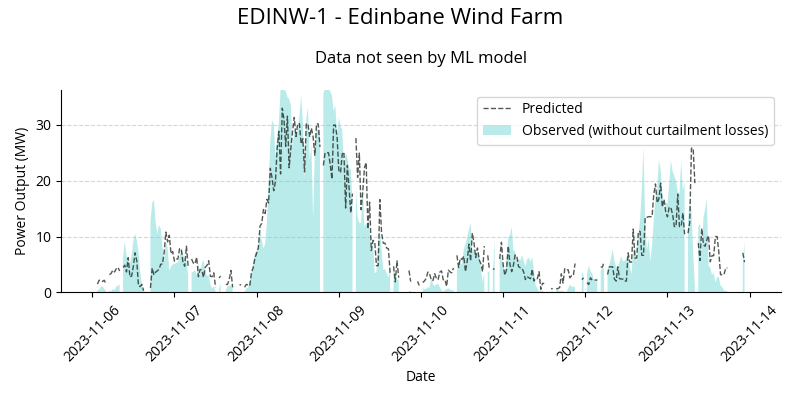 EDINW-1 - Edinbane Wind Farm
Data not seen by ML model
Predicted
Observed (without curtailment losses)
Power Output (MW)
30
20
10
0
2023-11-06
2023-11-07
2023-11-08
2023-11-09
2023-11-10
2023-11-11
2023-11-12
2023-11-13
2023-11-14
Date